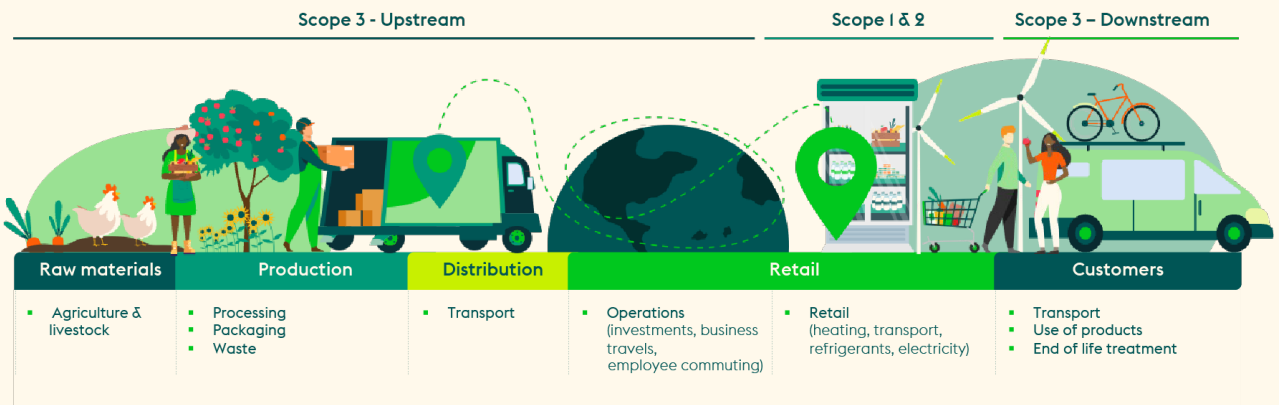 Scope 3 - Upstream
Scope 1 & 2
Scope 3 – Downstream
Raw materials
Production
Distribution
Retail
Customers
▪ Agriculture &
livestock
▪ Processing
▪ Packaging
▪ Waste
▪ Transport
▪ Operations
(investments, business
travels,
employee commuting)
▪ Retail
(heating, transport,
refrigerants, electricity)
▪ Transport
▪ Use of products
▪ End of life treatment